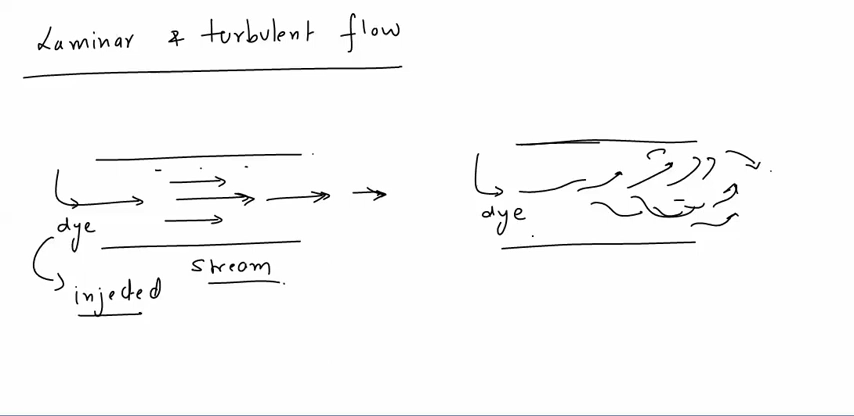 Laminar & turbulent flow
dye
injected
stream
dye